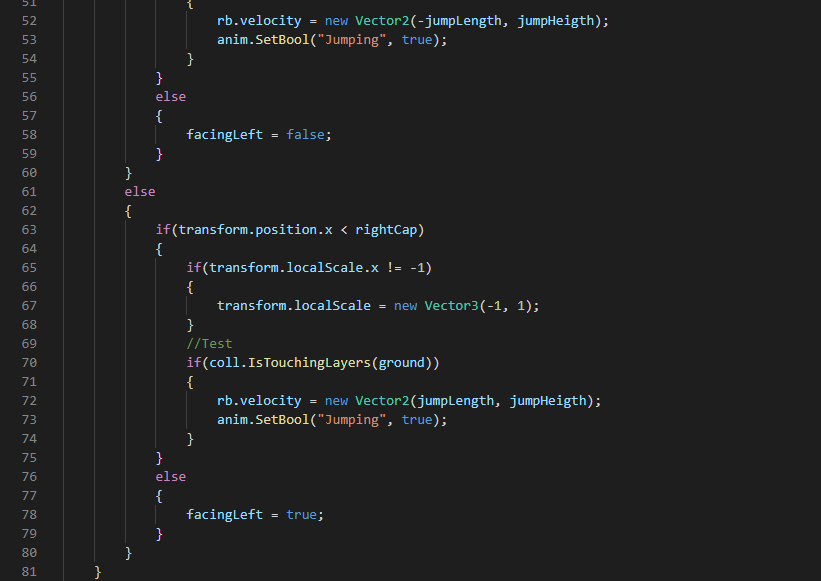 51 {
52 rb.velocity = new Vector2(-jumpLength, jumpHeigth);
53 anim.SetBool("Jumping", true);
54 }
55 }
56 else
57 {
58 facingLeft = false;
59 }
60 }
61 else
62 {
63 if(transform.position.x < rightCap)
64 {
65 if(transform.localScale.x != -1)
66 {
67 transform.localScale = new Vector3(-1, 1);
68 }
69 //Test
70 if(coll.IsTouchingLayers(ground))
71 {
72 rb.velocity = new Vector2(jumpLength, jumpHeigth);
73 anim.SetBool("Jumping", true);
74 }
75 }
76 else
77 {
78 facingLeft = true;
79 }
80 }
81 }